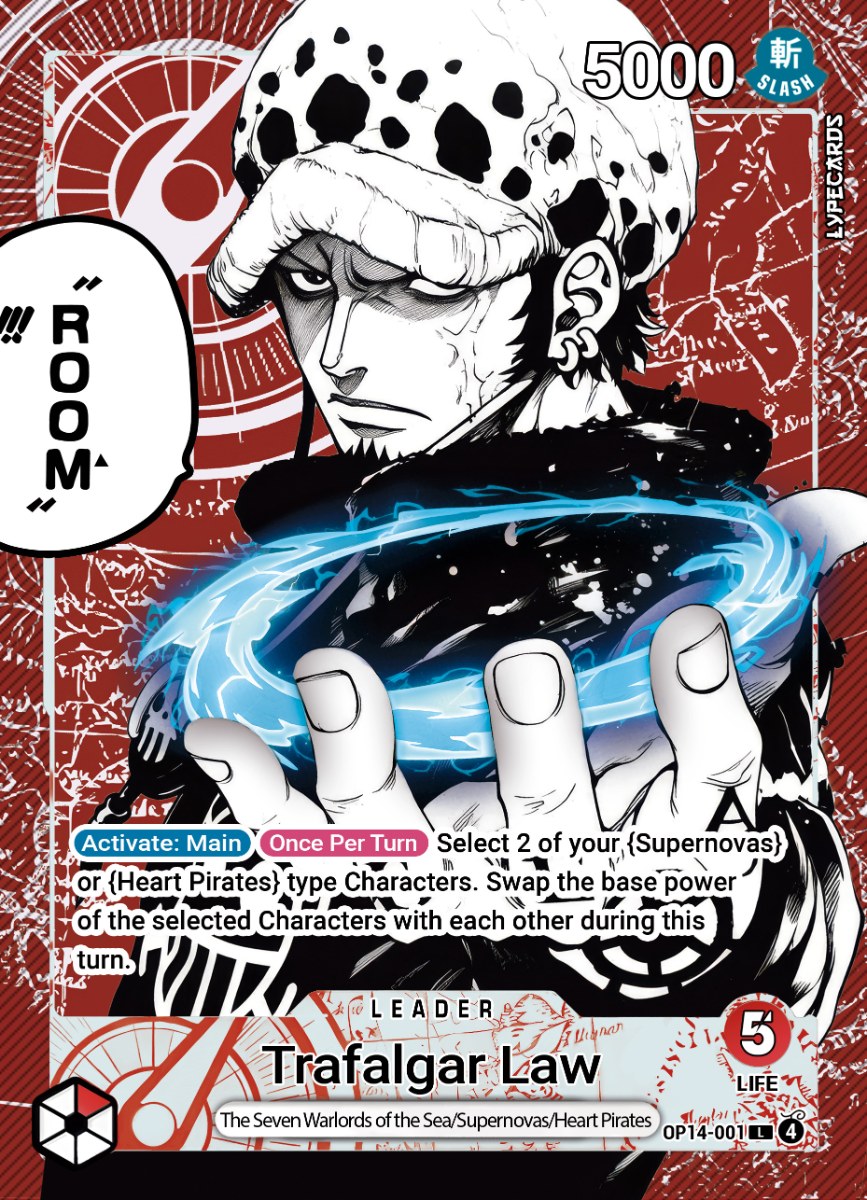 5000
斬
SLASH
LYPECARDS
ROOM
!!!
Activate: Main Once Per Turn Select 2 of your {Supernovas}
or {Heart Pirates} type Characters. Swap the base power
of the selected Characters with each other during this
turn.
LEADER
Trafalgar Law
5
LIFE
The Seven Warlords of the Sea/Supernovas/Heart Pirates
OP14-001 L 4